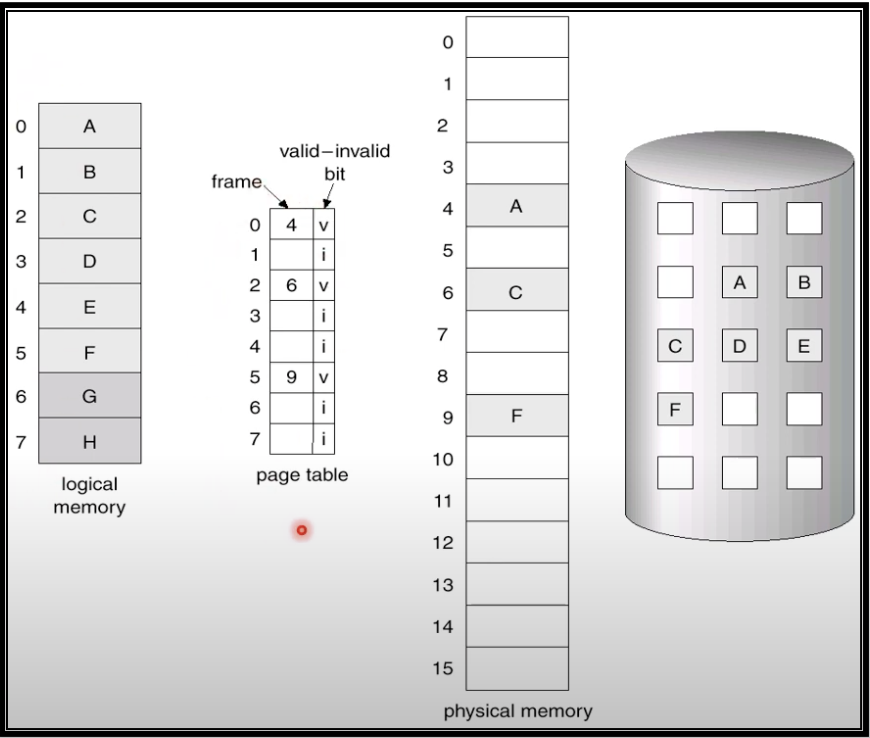 0 A
1 B
2 C
3 D
4 E
5 F
6 G
7 H
logical
memory
valid–invalid
bit
frame
0 4 v
1 i
2 6 v
3 i
4 i
5 9 v
6 i
7 i
page table
0
1
2
3
4 A
5
6 C
7
8
9 F
10
11
12
13
14
15
physical memory
A B
C D E
F